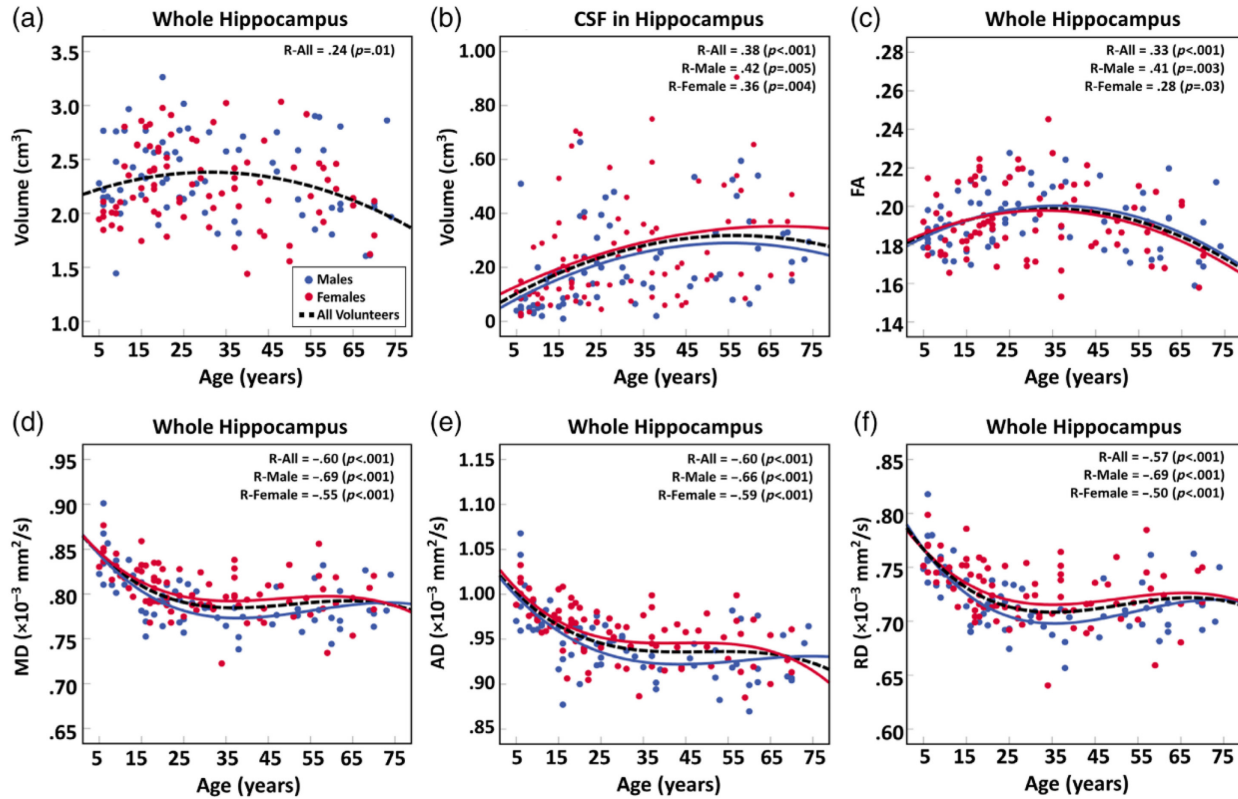 (a) Whole Hippocampus
R-All = .24 (p=.01)
Volume (cm³)
3.5
3.0
2.5
2.0
1.5
1.0
Males
Females
All Volunteers
5 15 25 35 45 55 65 75
Age (years)
(b) CSF in Hippocampus
R-All = .38 (p<.001)
R-Male = .42 (p=.005)
R-Female = .36 (p=.004)
Volume (cm³)
1.00
.80
.60
.40
.20
0
5 15 25 35 45 55 65 75
Age (years)
(c) Whole Hippocampus
R-All = .33 (p<.001)
R-Male = .41 (p=.003)
R-Female = .28 (p=.03)
FA
.26
.24
.22
.20
.18
.16
.14
5 15 25 35 45 55 65 75
Age (years)
(d) Whole Hippocampus
R-All = –.60 (p<.001)
R-Male = –.69 (p<.001)
R-Female = –.55 (p<.001)
MD (×10⁻³ mm²/s)
.95
.90
.85
.80
.75
.70
.65
5 15 25 35 45 55 65 75
Age (years)
(e) Whole Hippocampus
R-All = –.60 (p<.001)
R-Male = –.66 (p<.001)
R-Female = –.59 (p<.001)
AD (×10⁻³ mm²/s)
1.15
1.10
1.05
1.00
.95
.90
.85
5 15 25 35 45 55 65 75
Age (years)
(f) Whole Hippocampus
R-All = –.57 (p<.001)
R-Male = –.69 (p<.001)
R-Female = –.50 (p<.001)
RD (×10⁻³ mm²/s)
.85
.80
.75
.70
.65
.60
5 15 25 35 45 55 65 75
Age (years)